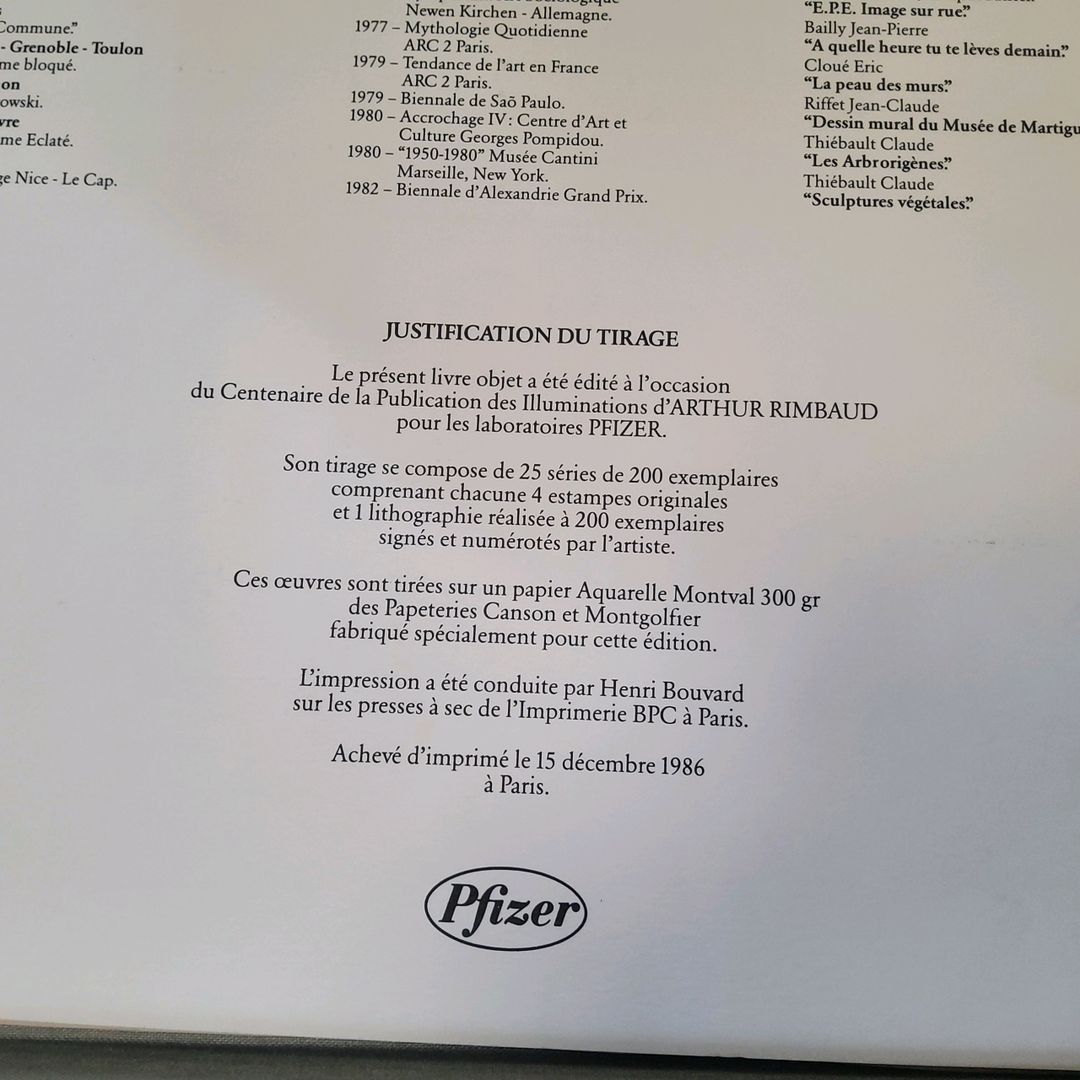 Commune."
- Grenoble - Toulon
me bloqué.
on
owski.
vre
me Eclaté.
ge Nice - Le Cap.
Newen Kirchen - Allemagne.
1977 – Mythologie Quotidienne
ARC 2 Paris.
1979 – Tendance de l'art en France
ARC 2 Paris.
1979 – Biennale de Saõ Paulo.
1980 – Accrochage IV : Centre d'Art et
Culture Georges Pompidou.
1980 – "1950-1980" Musée Cantini
Marseille, New York.
1982 – Biennale d'Alexandrie Grand Prix.
"E.P.E. Image sur rue."
Bailly Jean-Pierre
"A quelle heure tu te lèves demain."
Cloué Eric
"La peau des murs."
Riffet Jean-Claude
"Dessin mural du Musée de Martigu
Thiébault Claude
"Les Arbrorigènes."
Thiébault Claude
"Sculptures végétales."
JUSTIFICATION DU TIRAGE
Le présent livre objet a été édité à l'occasion
du Centenaire de la Publication des Illuminations d'ARTHUR RIMBAUD
pour les laboratoires PFIZER.
Son tirage se compose de 25 séries de 200 exemplaires
comprenant chacune 4 estampes originales
et 1 lithographie réalisée à 200 exemplaires
signés et numérotés par l'artiste.
Ces œuvres sont tirées sur un papier Aquarelle Montval 300 gr
des Papeteries Canson et Montgolfier
fabriqué spécialement pour cette édition.
L'impression a été conduite par Henri Bouvard
sur les presses à sec de l'Imprimerie BPC à Paris.
Achevé d'imprimé le 15 décembre 1986
à Paris.
Pfizer